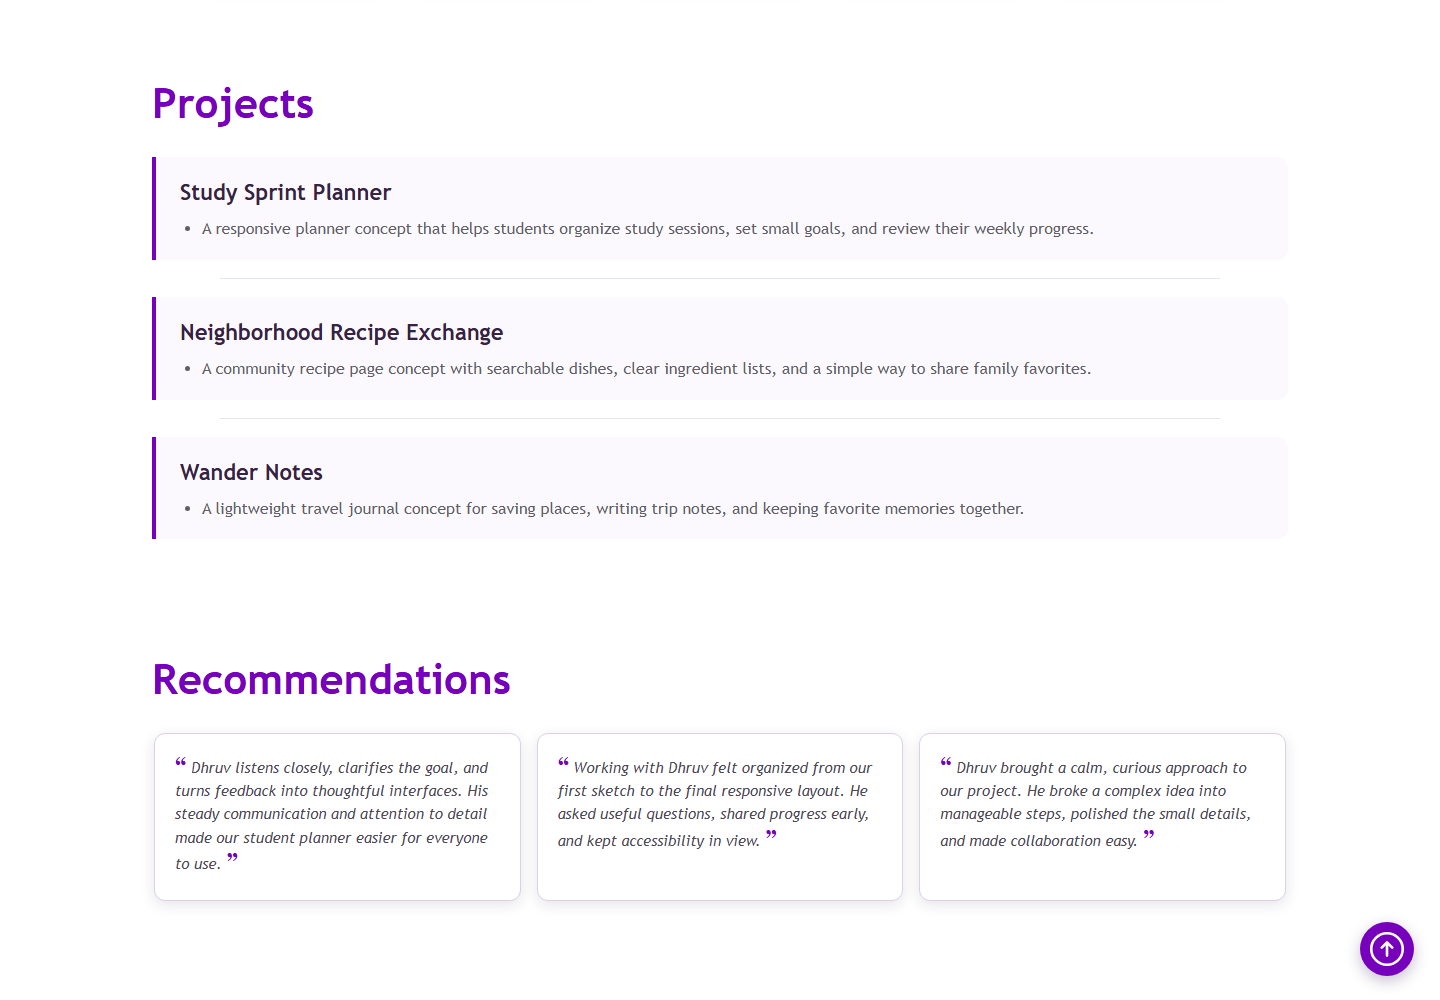 Projects
Study Sprint Planner
• A responsive planner concept that helps students organize study sessions, set small goals, and review their weekly progress.
Neighborhood Recipe Exchange
• A community recipe page concept with searchable dishes, clear ingredient lists, and a simple way to share family favorites.
Wander Notes
• A lightweight travel journal concept for saving places, writing trip notes, and keeping favorite memories together.
Recommendations
“ Dhruv listens closely, clarifies the goal, and
turns feedback into thoughtful interfaces. His
steady communication and attention to detail
made our student planner easier for everyone
to use. ”
“ Working with Dhruv felt organized from our
first sketch to the final responsive layout. He
asked useful questions, shared progress early,
and kept accessibility in view. ”
“ Dhruv brought a calm, curious approach to
our project. He broke a complex idea into
manageable steps, polished the small details,
and made collaboration easy. ”